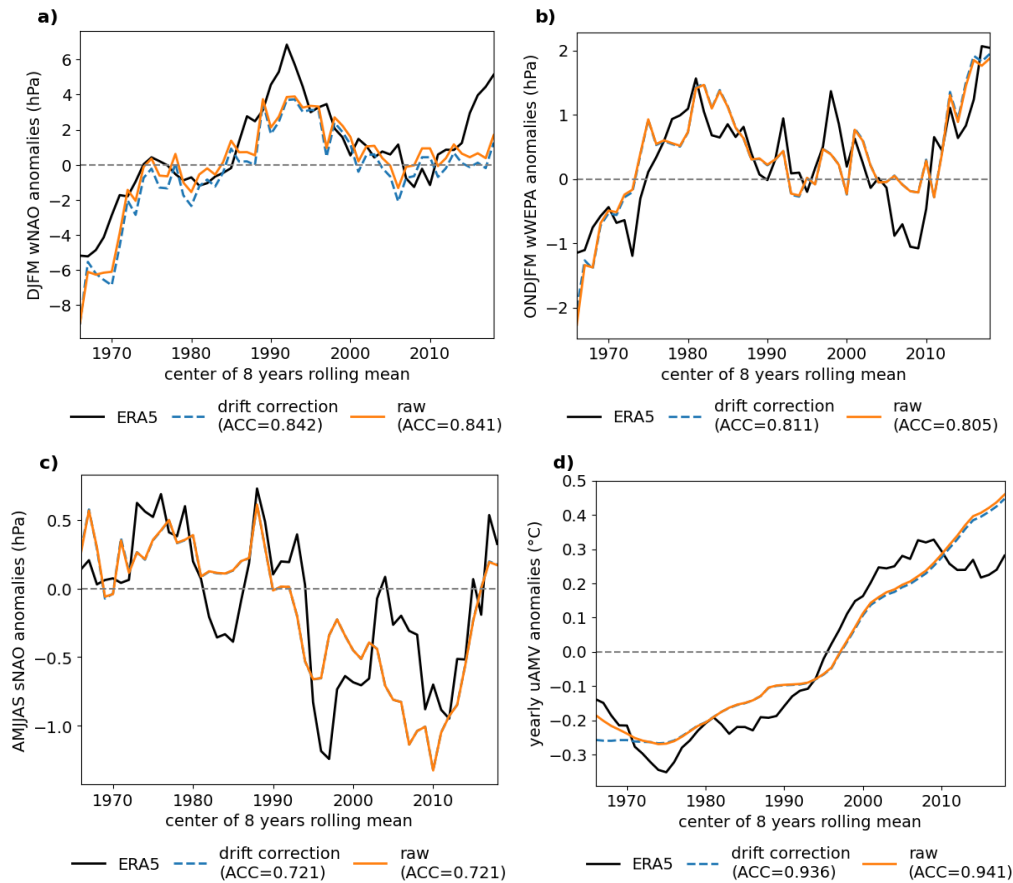 a)
DJFM wNAO anomalies (hPa)
6
4
2
0
−2
−4
−6
−8
1970 1980 1990 2000 2010
center of 8 years rolling mean
ERA5 drift correction (ACC=0.842) raw (ACC=0.841)
b)
ONDJFM wWEPA anomalies (hPa)
2
1
0
−1
−2
1970 1980 1990 2000 2010
center of 8 years rolling mean
ERA5 drift correction (ACC=0.811) raw (ACC=0.805)
c)
AMJJAS sNAO anomalies (hPa)
0.5
0.0
−0.5
−1.0
1970 1980 1990 2000 2010
center of 8 years rolling mean
ERA5 drift correction (ACC=0.721) raw (ACC=0.721)
d)
yearly uAMV anomalies (°C)
0.5
0.4
0.3
0.2
0.1
0.0
−0.1
−0.2
−0.3
1970 1980 1990 2000 2010
center of 8 years rolling mean
ERA5 drift correction (ACC=0.936) raw (ACC=0.941)